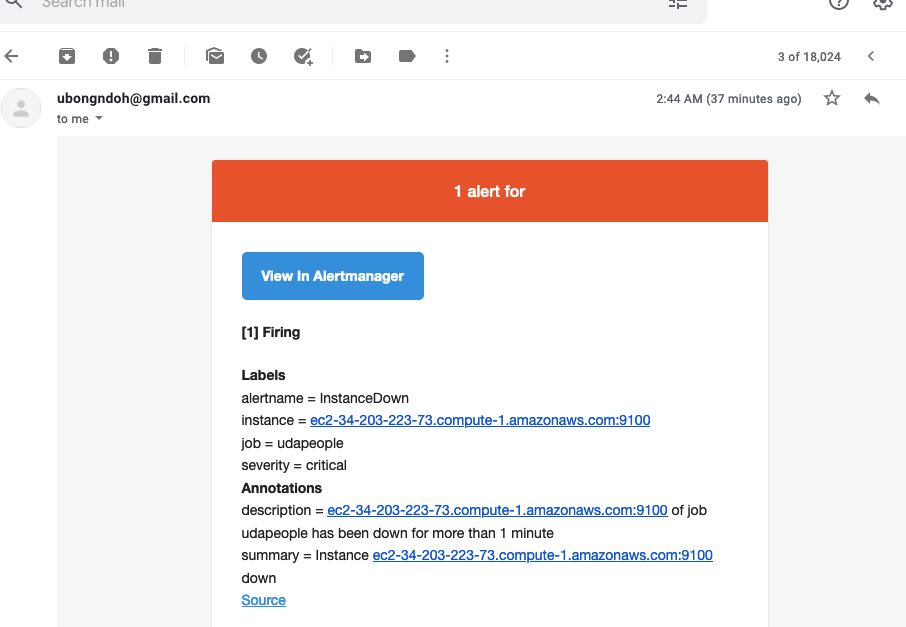 Search mail
3 of 18,024
ubongndoh@gmail.com
2:44 AM (37 minutes ago)
to me
1 alert for
View In Alertmanager
[1] Firing
Labels
alertname = InstanceDown
instance = ec2-34-203-223-73.compute-1.amazonaws.com:9100
job = udapeople
severity = critical
Annotations
description = ec2-34-203-223-73.compute-1.amazonaws.com:9100 of job
udapeople has been down for more than 1 minute
summary = Instance ec2-34-203-223-73.compute-1.amazonaws.com:9100
down
Source